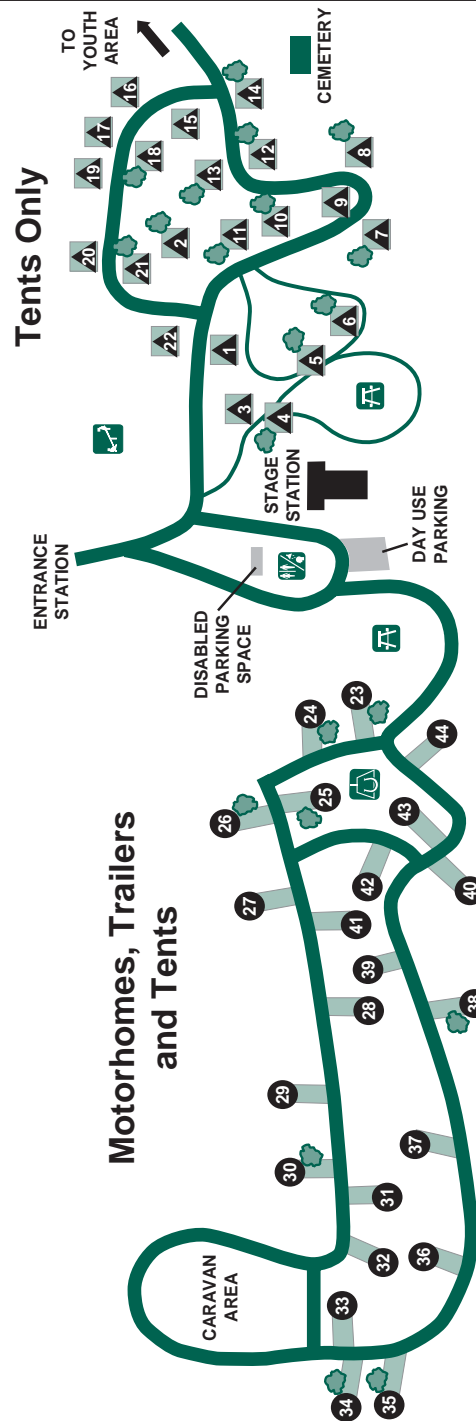 Motorhomes, Trailers
and Tents
Tents Only
TO
YOUTH
AREA
CEMETERY
ENTRANCE
STATION
STAGE
STATION
DAY USE
PARKING
DISABLED
PARKING
SPACE
CARAVAN
AREA
1
2
3
4
5
6
7
8
9
10
11
12
13
14
15
16
17
18
19
20
21
22
23
24
25
26
27
28
29
30
31
32
33
34
35
36
37
38
39
40
41
42
43
44